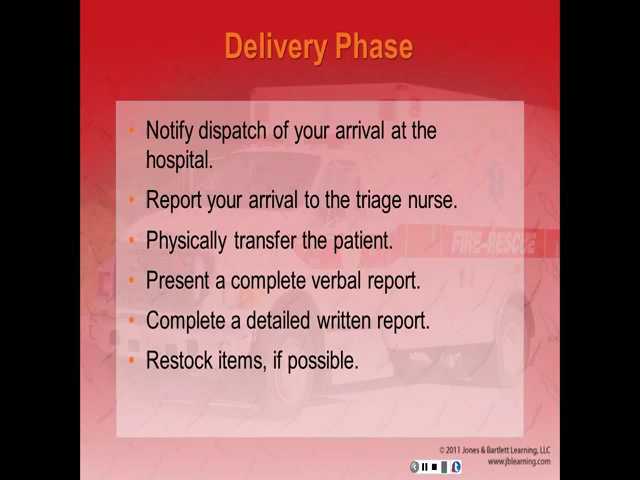 Delivery Phase
• Notify dispatch of your arrival at the
hospital.
• Report your arrival to the triage nurse.
• Physically transfer the patient.
• Present a complete verbal report.
• Complete a detailed written report.
• Restock items, if possible.
FIRE-RESCUE
© 2011 Jones & Bartlett Learning, LLC
www.jblearning.com